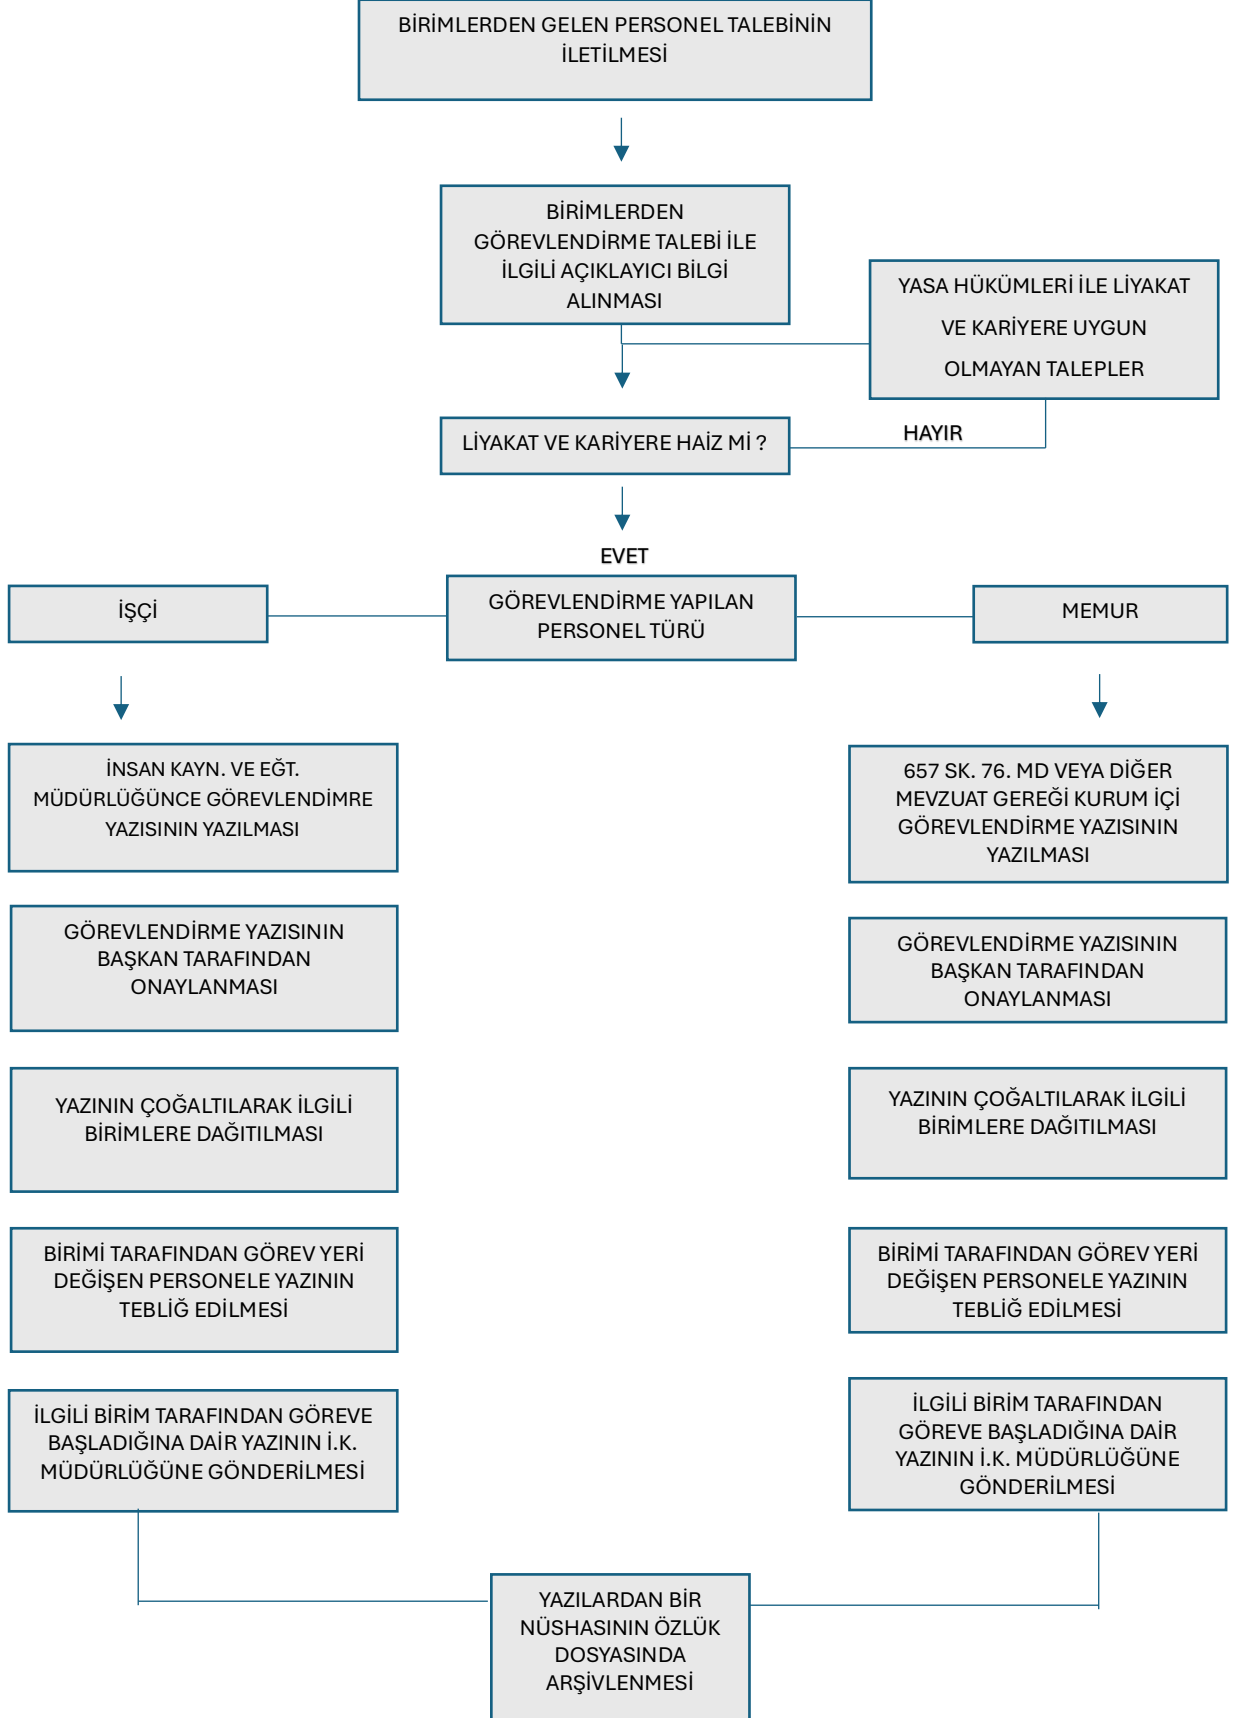 BİRİMLERDEN GELEN PERSONEL TALEBİNİN
İLETİLMESİ
BİRİMLERDEN
GÖREVLENDİRME TALEBİ İLE
İLGİLİ AÇIKLAYICI BİLGİ
ALINMASI
YASA HÜKÜMLERİ İLE LİYAKAT
VE KARİYERE UYGUN
OLMAYAN TALEPLER
LİYAKAT VE KARİYERE HAİZ Mİ ?
HAYIR
EVET
İŞÇİ
GÖREVLENDİRME YAPILAN
PERSONEL TÜRÜ
MEMUR
İNSAN KAYN. VE EĞT.
MÜDÜRLÜĞÜNCE GÖREVLENDİMRE
YAZISININ YAZILMASI
657 SK. 76. MD VEYA DİĞER
MEVZUAT GEREĞİ KURUM İÇİ
GÖREVLENDİRME YAZISININ
YAZILMASI
GÖREVLENDİRME YAZISININ
BAŞKAN TARAFINDAN
ONAYLANMASI
GÖREVLENDİRME YAZISININ
BAŞKAN TARAFINDAN
ONAYLANMASI
YAZININ ÇOĞALTILARAK İLGİLİ
BİRİMLERE DAĞITILMASI
YAZININ ÇOĞALTILARAK İLGİLİ
BİRİMLERE DAĞITILMASI
BİRİMİ TARAFINDAN GÖREV YERİ
DEĞİŞEN PERSONELE YAZININ
TEBLİĞ EDİLMESİ
BİRİMİ TARAFINDAN GÖREV YERİ
DEĞİŞEN PERSONELE YAZININ
TEBLİĞ EDİLMESİ
İLGİLİ BİRİM TARAFINDAN GÖREVE
BAŞLADIĞINA DAİR YAZININ İ.K.
MÜDÜRLÜĞÜNE GÖNDERİLMESİ
İLGİLİ BİRİM TARAFINDAN
GÖREVE BAŞLADIĞINA DAİR
YAZININ İ.K. MÜDÜRLÜĞÜNE
GÖNDERİLMESİ
YAZILARDAN BİR
NÜSHASININ ÖZLÜK
DOSYASINDA
ARŞİVLENMESİ